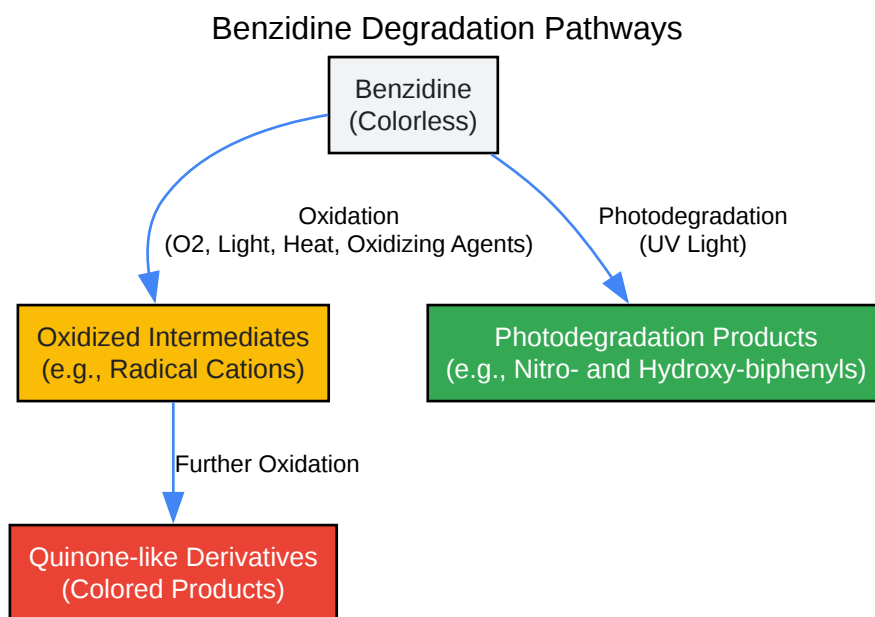 Benzidine Degradation Pathways
Benzidine
(Colorless)
Oxidation
(O2, Light, Heat, Oxidizing Agents)
Photodegradation
(UV Light)
Oxidized Intermediates
(e.g., Radical Cations)
Photodegradation Products
(e.g., Nitro- and Hydroxy-biphenyls)
Further Oxidation
Quinone-like Derivatives
(Colored Products)